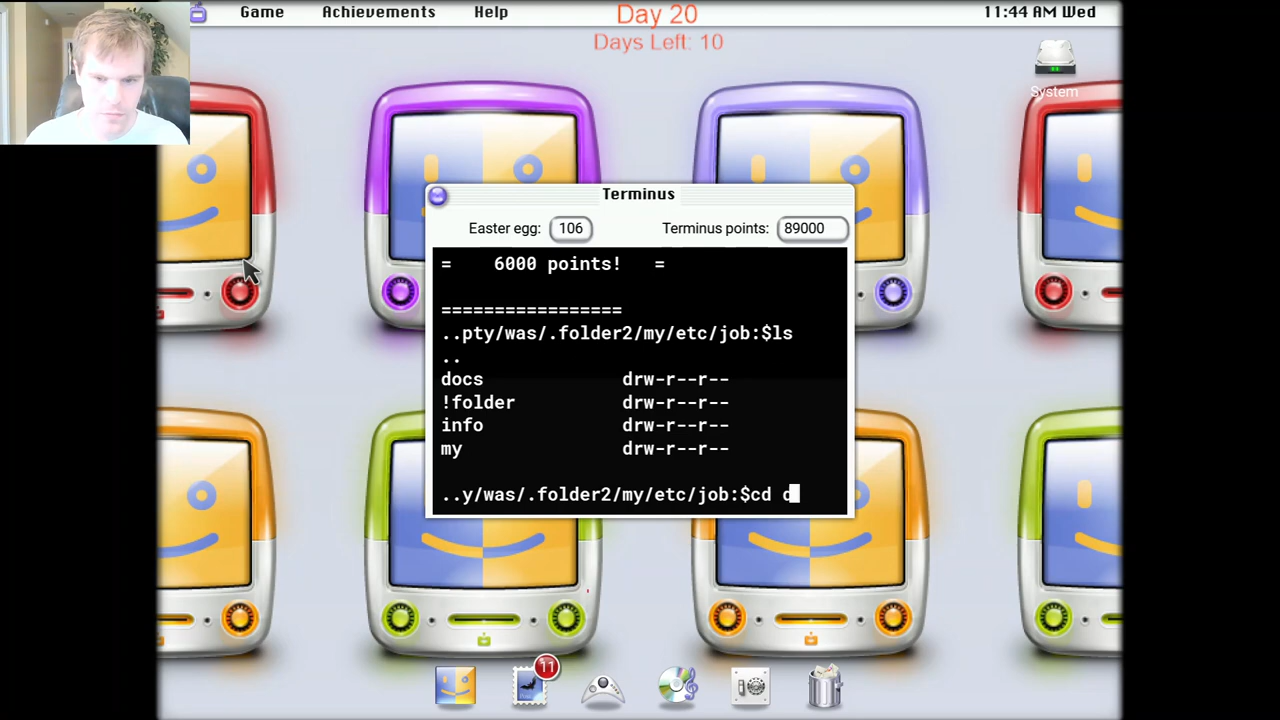 Game Achievements Help Day 20 11:44 AM Wed
Days Left: 10
System
Terminus
Easter egg: 106 Terminus points: 89000
= 6000 points! =
=================
..pty/was/.folder2/my/etc/job:$ls
..
docs drw-r--r--
!folder drw-r--r--
info drw-r--r--
my drw-r--r--
..y/was/.folder2/my/etc/job:$cd d
11